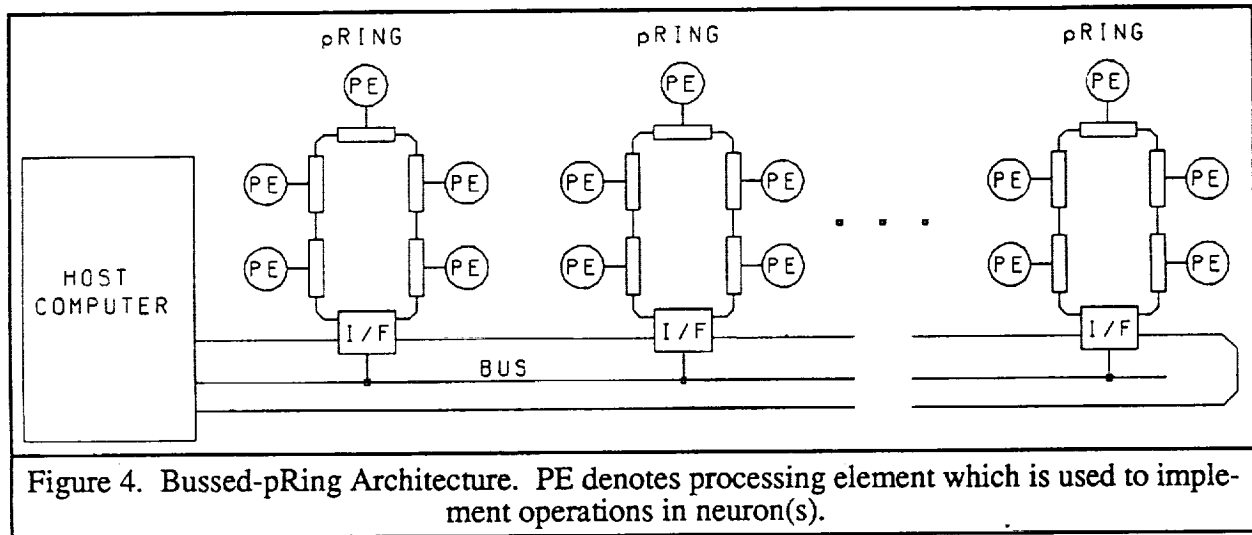 pRING pRING pRING
PE PE PE
PE PE PE PE PE PE
PE PE PE PE PE PE
HOST
COMPUTER
I/F I/F I/F
BUS
Figure 4. Bussed-pRing Architecture. PE denotes processing element which is used to imple-
ment operations in neuron(s).